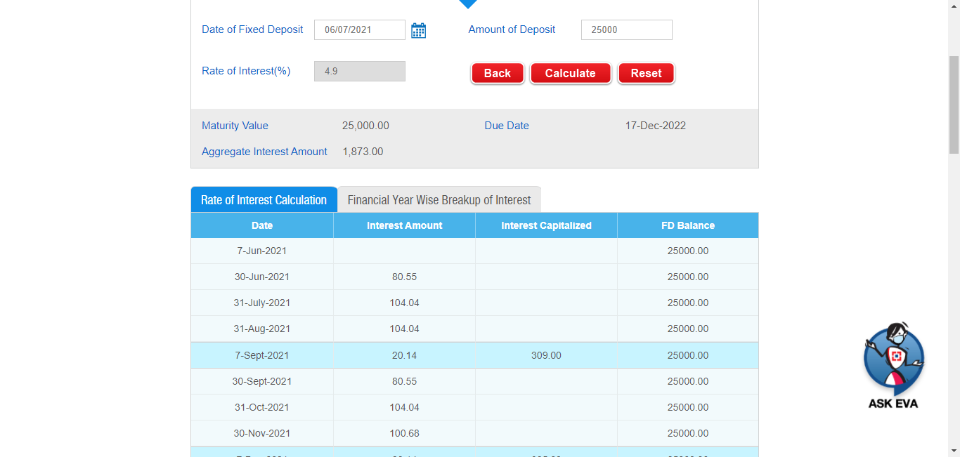 Date of Fixed Deposit 06/07/2021 Amount of Deposit 25000
Rate of Interest(%) 4.9 Back Calculate Reset
Maturity Value 25,000.00 Due Date 17-Dec-2022
Aggregate Interest Amount 1,873.00
Rate of Interest Calculation Financial Year Wise Breakup of Interest
Date Interest Amount Interest Capitalized FD Balance
7-Jun-2021 25000.00
30-Jun-2021 80.55 25000.00
31-July-2021 104.04 25000.00
31-Aug-2021 104.04 25000.00
7-Sept-2021 20.14 309.00 25000.00
30-Sept-2021 80.55 25000.00
31-Oct-2021 104.04 25000.00
30-Nov-2021 100.68 25000.00
ASK EVA